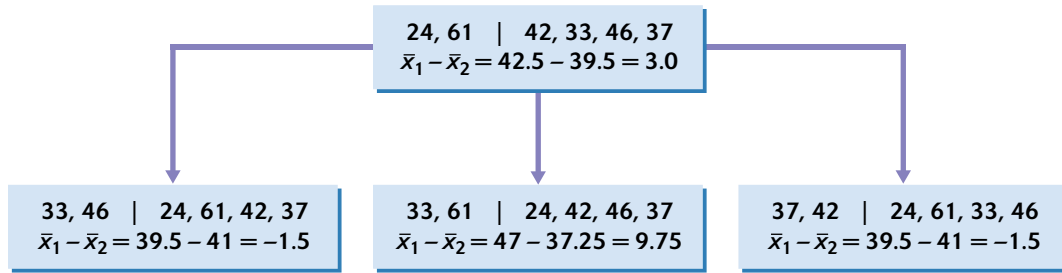 24, 61 | 42, 33, 46, 37
x̄₁ – x̄₂ = 42.5 – 39.5 = 3.0
33, 46 | 24, 61, 42, 37
x̄₁ – x̄₂ = 39.5 – 41 = –1.5
33, 61 | 24, 42, 46, 37
x̄₁ – x̄₂ = 47 – 37.25 = 9.75
37, 42 | 24, 61, 33, 46
x̄₁ – x̄₂ = 39.5 – 41 = –1.5